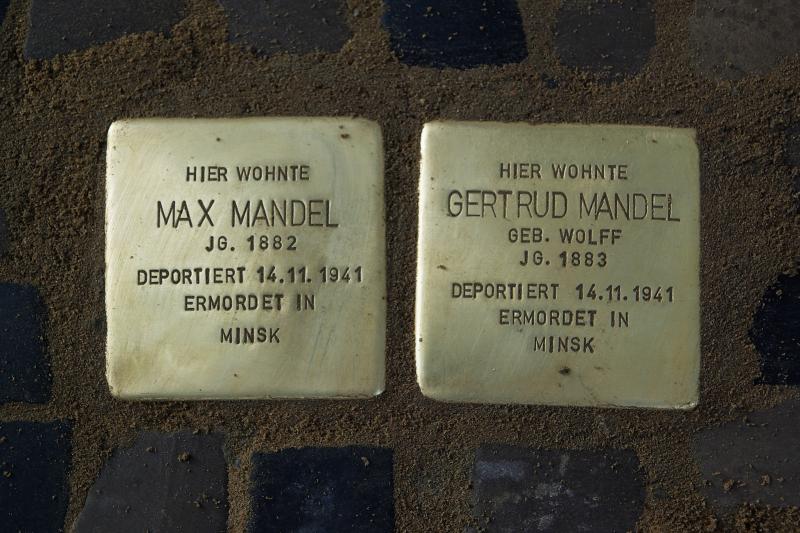 HIER WOHNTE
MAX MANDEL
JG. 1882
DEPORTIERT 14.11.1941
ERMORDET IN
MINSK
HIER WOHNTE
GERTRUD MANDEL
GEB. WOLFF
JG. 1883
DEPORTIERT 14.11.1941
ERMORDET IN
MINSK